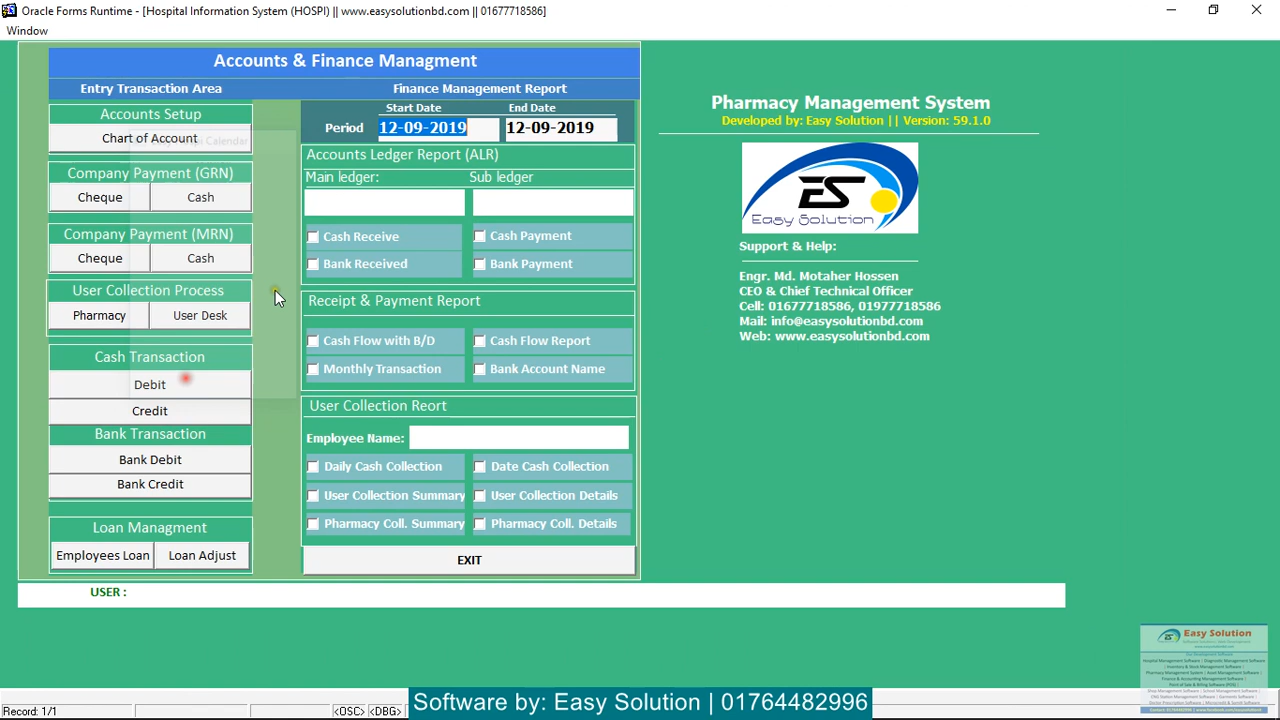 Oracle Forms Runtime - [Hospital Information System (HOSPI) || www.easysolutionbd.com || 01677718586]
Window
Accounts & Finance Managment
Entry Transaction Area
Finance Management Report
Accounts Setup
Chart of Account
Calendar
Company Payment (GRN)
Cheque
Cash
Company Payment (MRN)
Cheque
Cash
User Collection Process
Pharmacy
User Desk
Cash Transaction
Debit
Credit
Bank Transaction
Bank Debit
Bank Credit
Loan Managment
Employees Loan
Loan Adjust
Start Date
End Date
Period
12-09-2019
12-09-2019
Accounts Ledger Report (ALR)
Main ledger:
Sub ledger
Cash Receive
Cash Payment
Bank Received
Bank Payment
Receipt & Payment Report
Cash Flow with B/D
Cash Flow Report
Monthly Transaction
Bank Account Name
User Collection Reort
Employee Name:
Daily Cash Collection
Date Cash Collection
User Collection Summary
User Collection Details
Pharmacy Coll. Summary
Pharmacy Coll. Details
EXIT
USER :
Pharmacy Management System
Developed by: Easy Solution || Version: 59.1.0
ES
Easy Solution
Support & Help:
Engr. Md. Motaher Hossen
CEO & Chief Technical Officer
Cell: 01677718586, 01977718586
Mail: info@easysolutionbd.com
Web: www.easysolutionbd.com
Easy Solution
Record: 1/1
Software - Easy Solution 01764482996